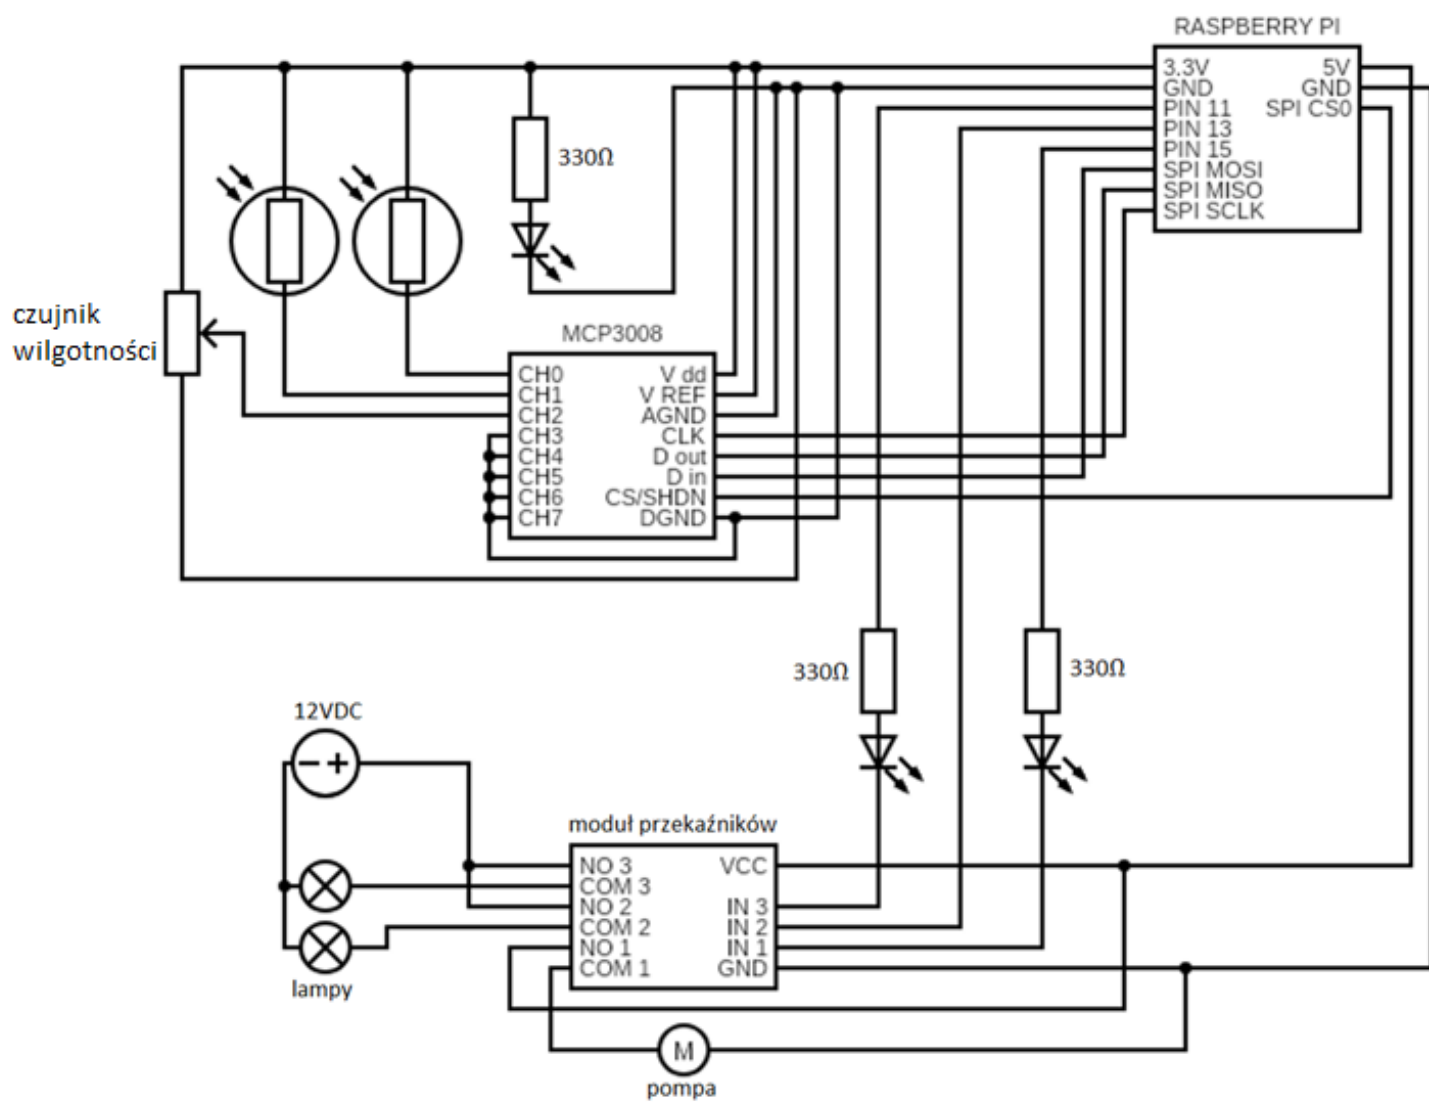 RASPBERRY PI
3.3V
GND
PIN 11
PIN 13
PIN 15
SPI MOSI
SPI MISO
SPI SCLK
5V
GND
SPI CS0
330Ω
czujnik
wilgotności
MCP3008
CH0
CH1
CH2
CH3
CH4
CH5
CH6
CH7
V dd
V REF
AGND
CLK
D out
D in
CS/SHDN
DGND
330Ω
330Ω
12VDC
moduł przekaźników
NO 3
COM 3
NO 2
COM 2
NO 1
COM 1
VCC
IN 3
IN 2
IN 1
GND
lampy
M
pompa